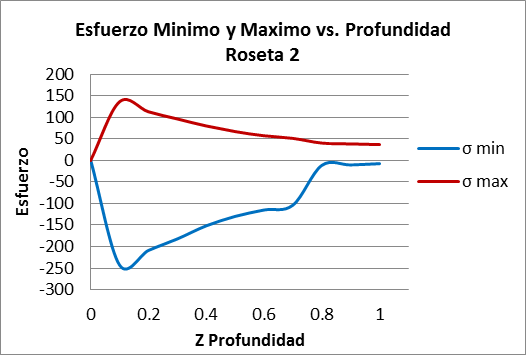 Esfuerzo Minimo y Maximo vs. Profundidad
Roseta 2
200
150
100
50
0
-50
-100
-150
-200
-250
-300
Esfuerzo
0 0.2 0.4 0.6 0.8 1
Z Profundidad
σ min
σ max